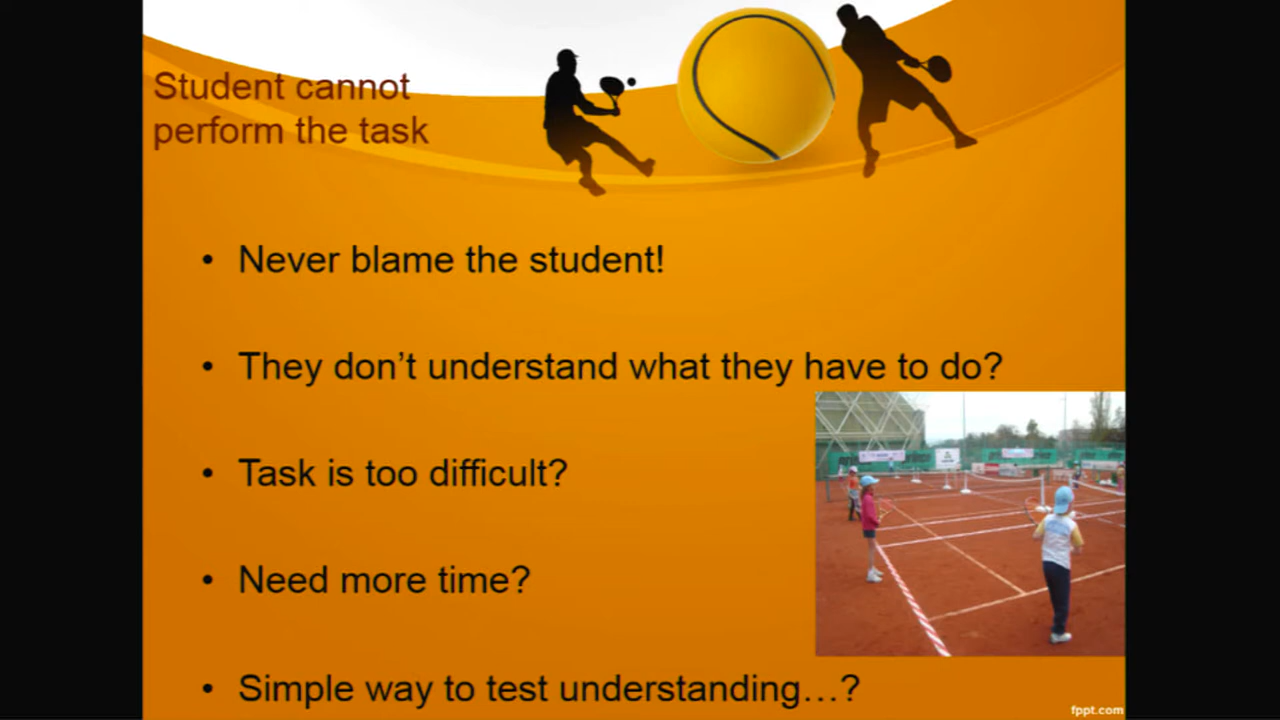 Student cannot
perform the task
• Never blame the student!
• They don’t understand what they have to do?
• Task is too difficult?
• Need more time?
• Simple way to test understanding…?
fppt.com